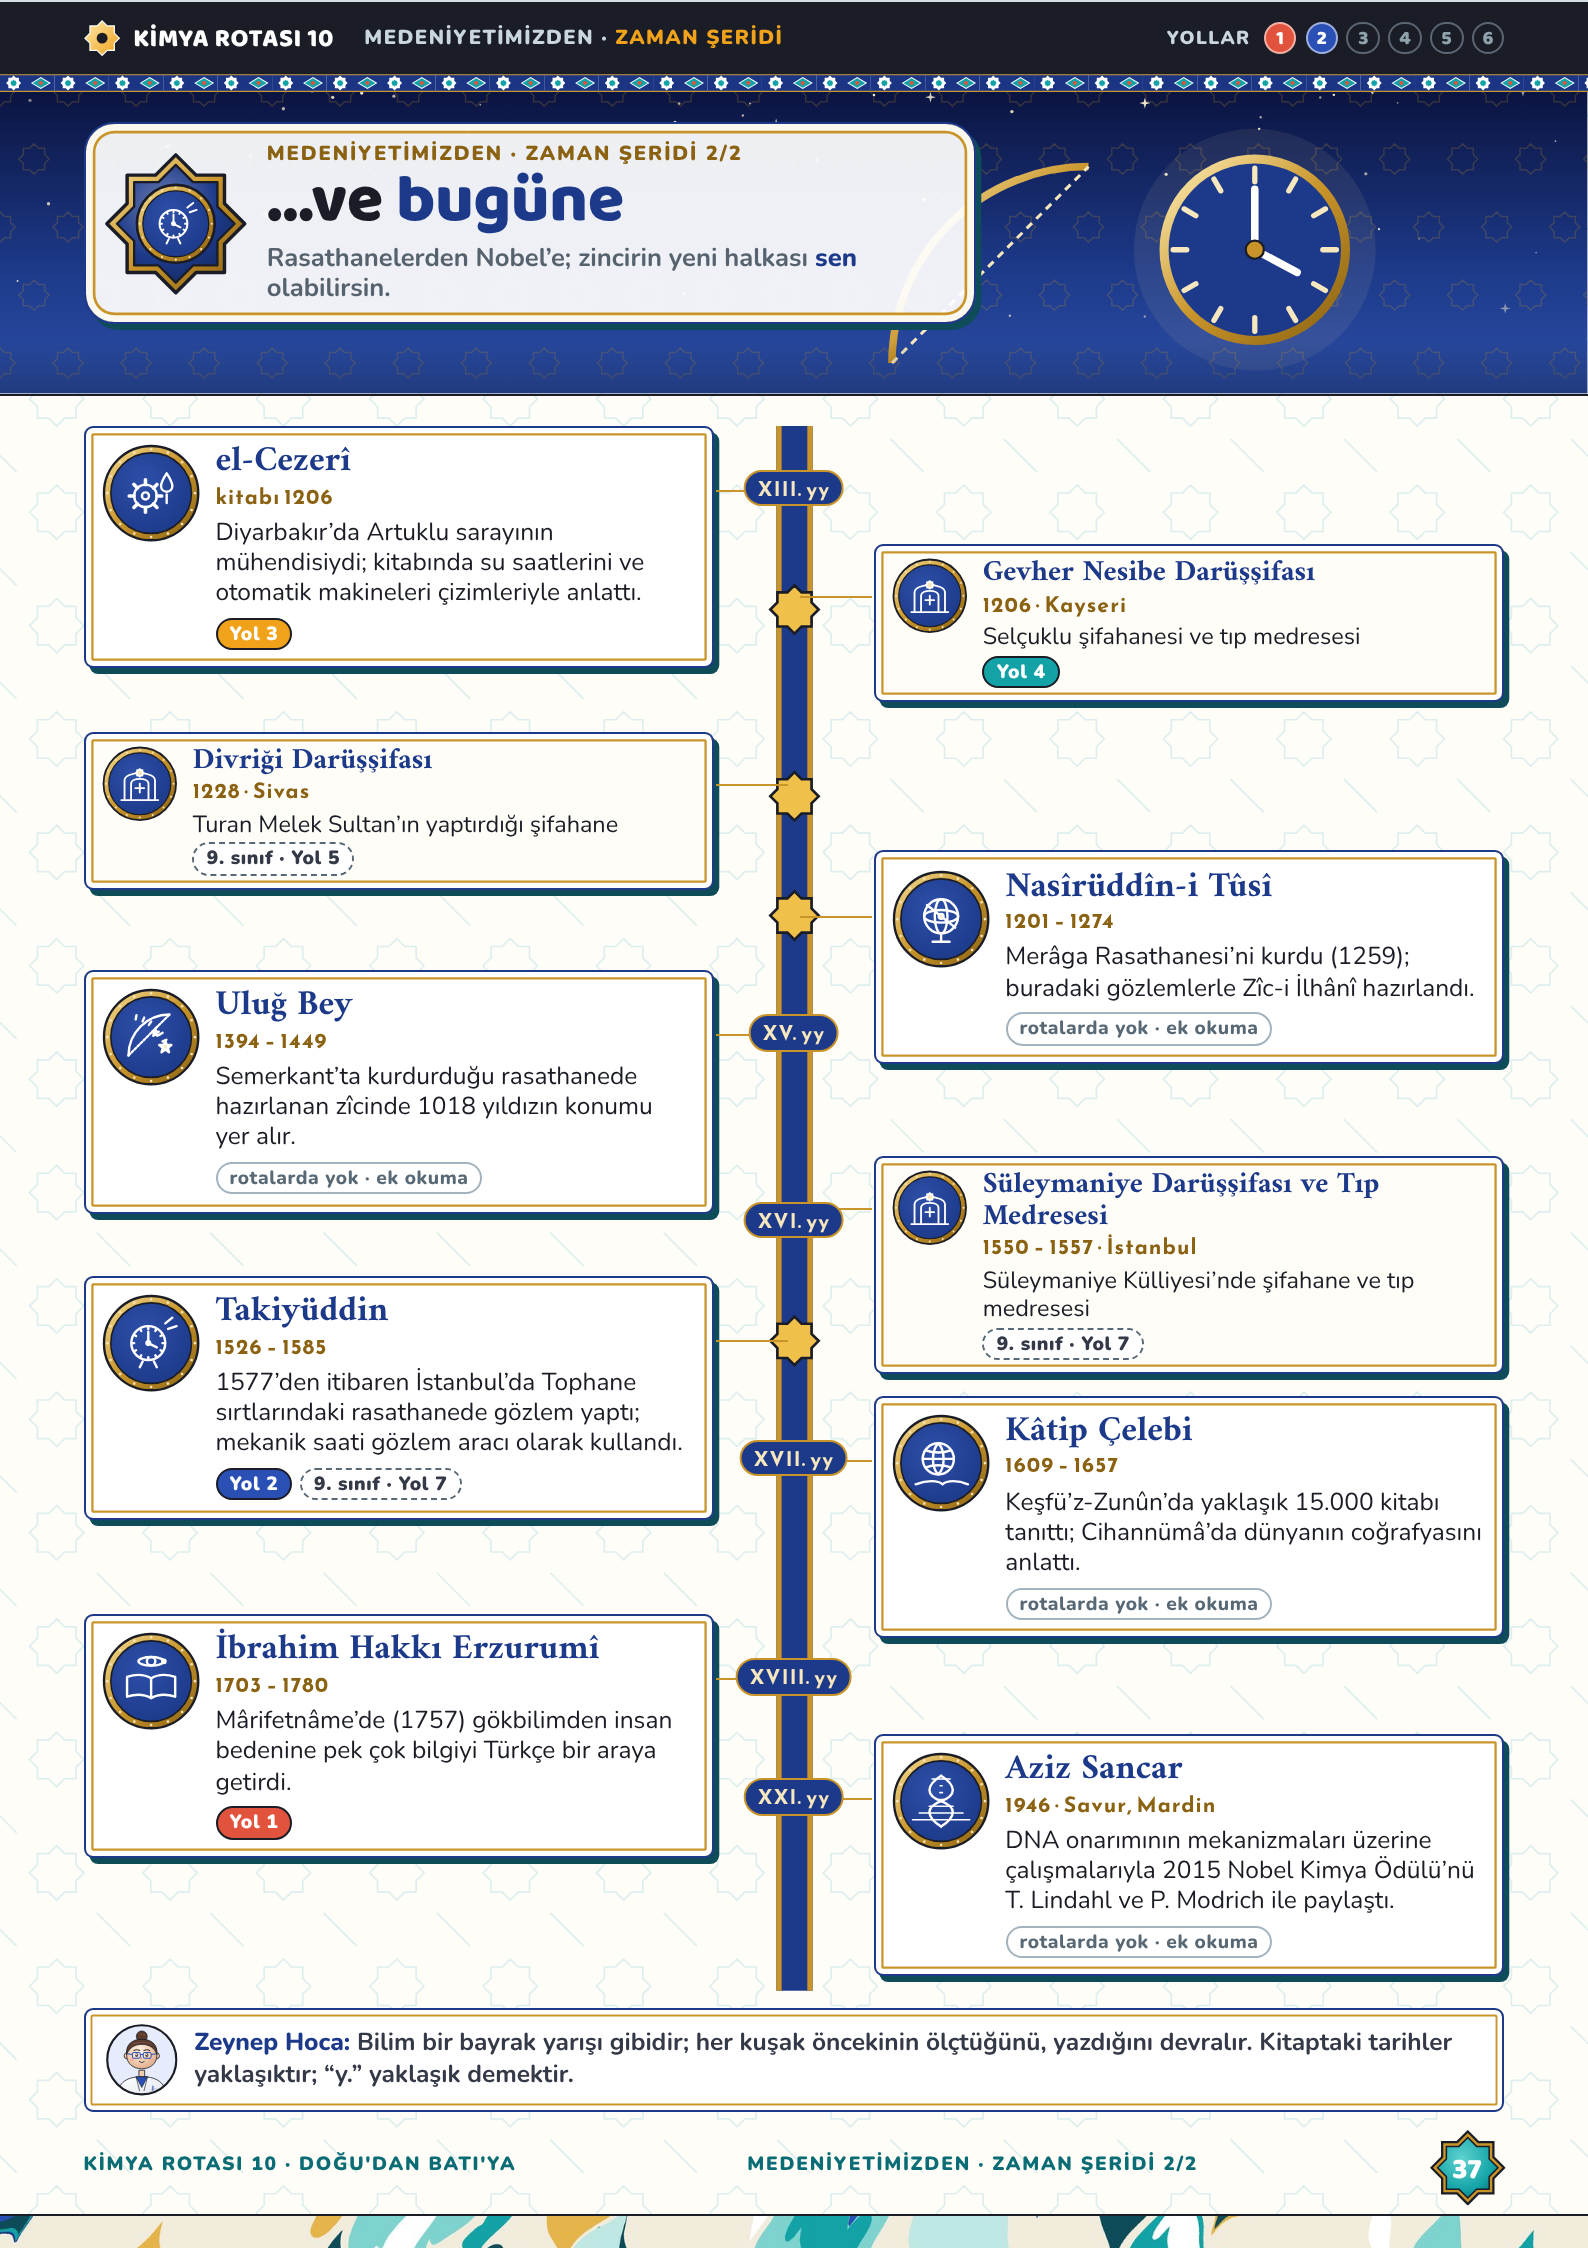 KİMYA ROTASI 10 MEDENİYETİMİZDEN · ZAMAN ŞERİDİ YOLLAR 1 2 3 4 5 6
MEDENİYETİMİZDEN · ZAMAN ŞERİDİ 2/2
...ve bugüne
Rasathanelerden Nobel’e; zincirin yeni halkası sen
olabilirsin.
el-Cezerî
kitabı 1206
Diyarbakır’da Artuklu sarayının
mühendisiydi; kitabında su saatlerini ve
otomatik makineleri çizimleriyle anlattı.
Yol 3
XIII. yy
Gevher Nesibe Darüşşifası
1206 · Kayseri
Selçuklu şifahanesi ve tıp medresesi
Yol 4
Divriği Darüşşifası
1228 · Sivas
Turan Melek Sultan’ın yaptırdığı şifahane
9. sınıf · Yol 5
Nasîrüddîn-i Tûsî
1201 – 1274
Merâga Rasathanesi’ni kurdu (1259);
buradaki gözlemlerle Zîc-i İlhânî hazırlandı.
rotalarda yok · ek okuma
Uluğ Bey
1394 – 1449
Semerkant’ta kurdurduğu rasathanede
hazırlanan zîcinde 1018 yıldızın konumu
yer alır.
rotalarda yok · ek okuma
XV. yy
XVI. yy
Süleymaniye Darüşşifası ve Tıp
Medresesi
1550 – 1557 · İstanbul
Süleymaniye Külliyesi’nde şifahane ve tıp
medresesi
9. sınıf · Yol 7
Takiyüddin
1526 – 1585
1577’den itibaren İstanbul’da Tophane
sırtlarındaki rasathanede gözlem yaptı;
mekanik saati gözlem aracı olarak kullandı.
Yol 2 9. sınıf · Yol 7
XVII. yy
Kâtip Çelebi
1609 – 1657
Keşfü’z-Zunûn’da yaklaşık 15.000 kitabı
tanıttı; Cihannümâ’da dünyanın coğrafyasını
anlattı.
rotalarda yok · ek okuma
İbrahim Hakkı Erzurumî
1703 – 1780
Mârifetnâme’de (1757) gökbilimden insan
bedenine pek çok bilgiyi Türkçe bir araya
getirdi.
Yol 1
XVIII. yy
XXI. yy
Aziz Sancar
1946 · Savur, Mardin
DNA onarımının mekanizmaları üzerine
çalışmalarıyla 2015 Nobel Kimya Ödülü’nü
T. Lindahl ve P. Modrich ile paylaştı.
rotalarda yok · ek okuma
Zeynep Hoca: Bilim bir bayrak yarışı gibidir; her kuşak öncekinin ölçtüğünü, yazdığını devralır. Kitaptaki tarihler
yaklaşıktır; “y.” yaklaşık demektir.
KİMYA ROTASI 10 · DOĞU'DAN BATI'YA MEDENİYETİMİZDEN · ZAMAN ŞERİDİ 2/2 37